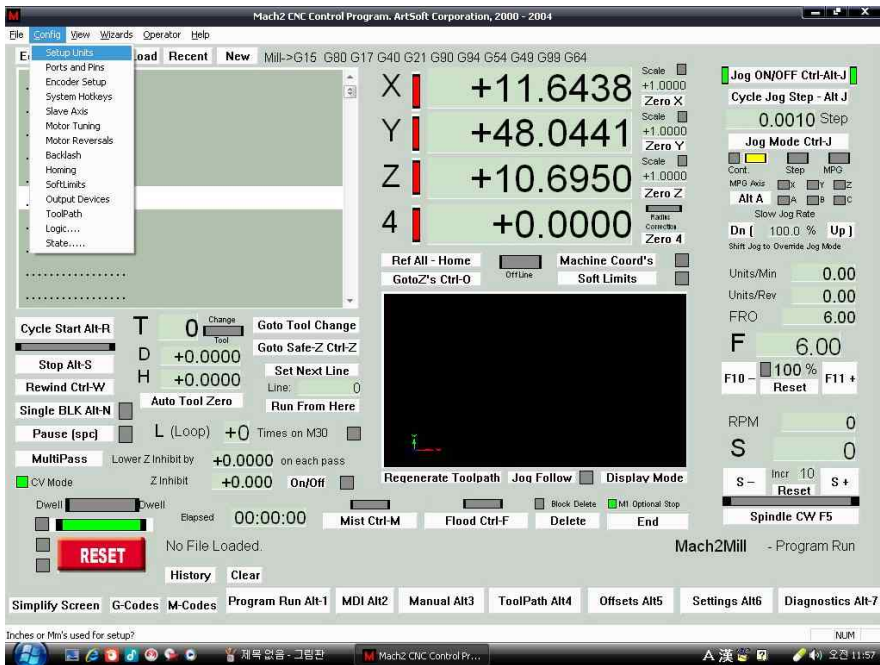 Mach2 CNC Control Program. ArtSoft Corporation, 2000 - 2004
File Config View Wizards Operator Help
Setup Units
Ports and Pins
Encoder Setup
System Hotkeys
Slave Axis
Motor Tuning
Motor Reversals
Backlash
Homing
SoftLimits
Output Devices
ToolPath
Logic....
State.....
oad Recent New Mill->G15 G80 G17 G40 G21 G90 G94 G54 G49 G99 G64
X +11.6438 Scale +1.0000 Zero X
Y +48.0441 Scale +1.0000 Zero Y
Z +10.6950 Scale +1.0000 Zero Z
4 +0.0000 Radius Correction Zero 4
Ref All - Home OffLine Machine Coord's
GotoZ's Ctrl-O Soft Limits
Jog ON/OFF Ctrl-Alt-J
Cycle Jog Step - Alt J
0.0010 Step
Jog Mode Ctrl-J
Cont. Step MPG
MPG Axis X Y Z
Alt A A B C
Slow Jog Rate
Dn [ 100.0 % Up ]
Shift Jog to Override Jog Mode
Units/Min 0.00
Units/Rev 0.00
FRO 6.00
F 6.00
F10 - 100 % Reset F11 +
RPM 0
S 0
S - Incr 10 Reset S +
Spindle CW F5
Cycle Start Alt-R
Stop Alt-S
Rewind Ctrl-W
Single BLK Alt-N
Pause (spc)
MultiPass
CV Mode
T 0 Change Tool Goto Tool Change
D +0.0000 Goto Safe-Z Ctrl-Z
H +0.0000 Set Next Line
Line: 0
Auto Tool Zero Run From Here
L (Loop) +0 Times on M30
Lower Z Inhibit by +0.0000 on each pass
Z Inhibit +0.000 On/Off
Regenerate Toolpath Jog Follow Display Mode
Dwell Dwell
Elapsed 00:00:00 Mist Ctrl-M Flood Ctrl-F
Block Delete M1 Optional Stop
Delete End
RESET
No File Loaded.
History Clear
Mach2Mill - Program Run
Simplify Screen G-Codes M-Codes Program Run Alt-1 MDI Alt2 Manual Alt3 ToolPath Alt4 Offsets Alt5 Settings Alt6 Diagnostics Alt-7
Inches or Mm's used for setup? NUM
제목 없음 - 그림판 Mach2 CNC Control Pr... A 漢 오전 11:57